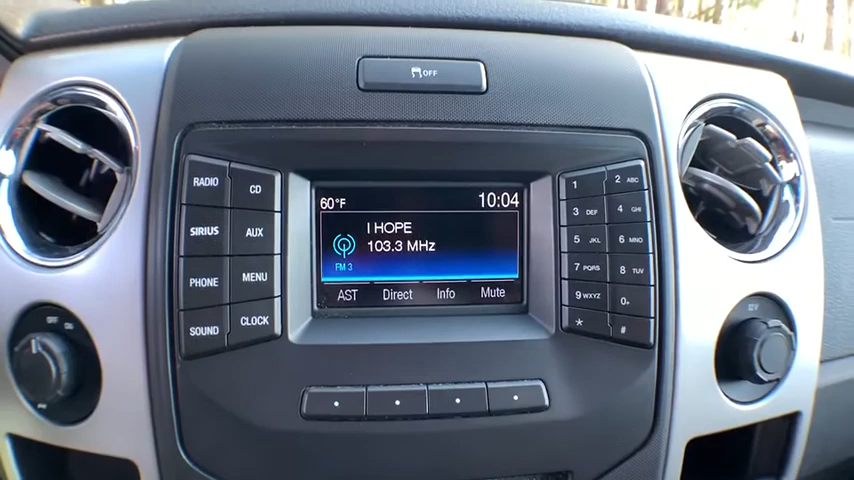 OFF
RADIO
CD
SIRIUS
AUX
PHONE
MENU
SOUND
CLOCK
60°F
10:04
I HOPE
103.3 MHz
FM 3
AST Direct Info Mute
1
2 ABC
3 DEF
4 GHI
5 JKL
6 MNO
7 PQRS
8 TUV
9 WXYZ
0+
*
#
OFF
ON